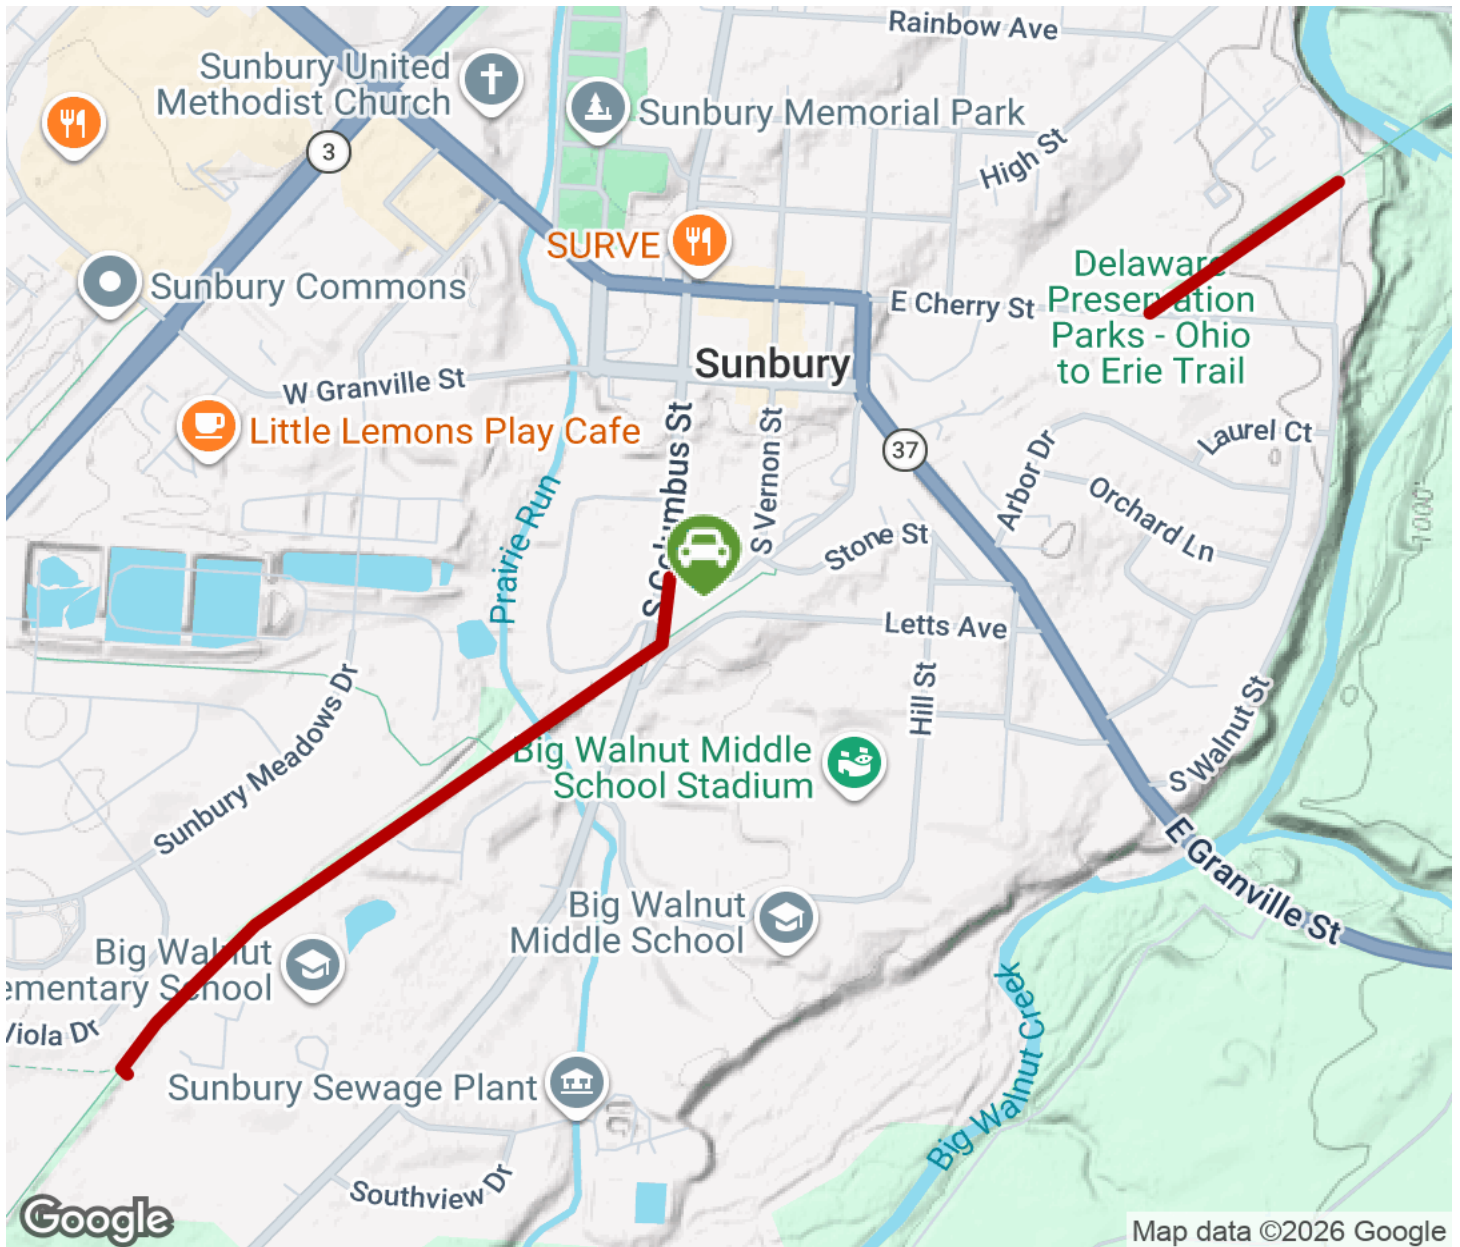 Rainbow Ave
Sunbury United
Methodist Church
Sunbury Memorial Park
3
High St
SURVE
Delaware
Preservation
Parks - Ohio
to Erie Trail
Sunbury Commons
E Cherry St
Sunbury
W Granville St
Little Lemons Play Cafe
37
Laurel Ct
Arbor Dr
Orchard Ln
S Columbus St
S Vernon St
Prairie Run
Stone St
1000'
Letts Ave
Hill St
S Walnut St
Sunbury Meadows Dr
Big Walnut Middle
School Stadium
E Granville St
Big Walnut
Middle School
Big Walnut
ementary School
Viola Dr
Big Walnut Creek
Sunbury Sewage Plant
Southview Dr
Google
Map data ©2026 Google